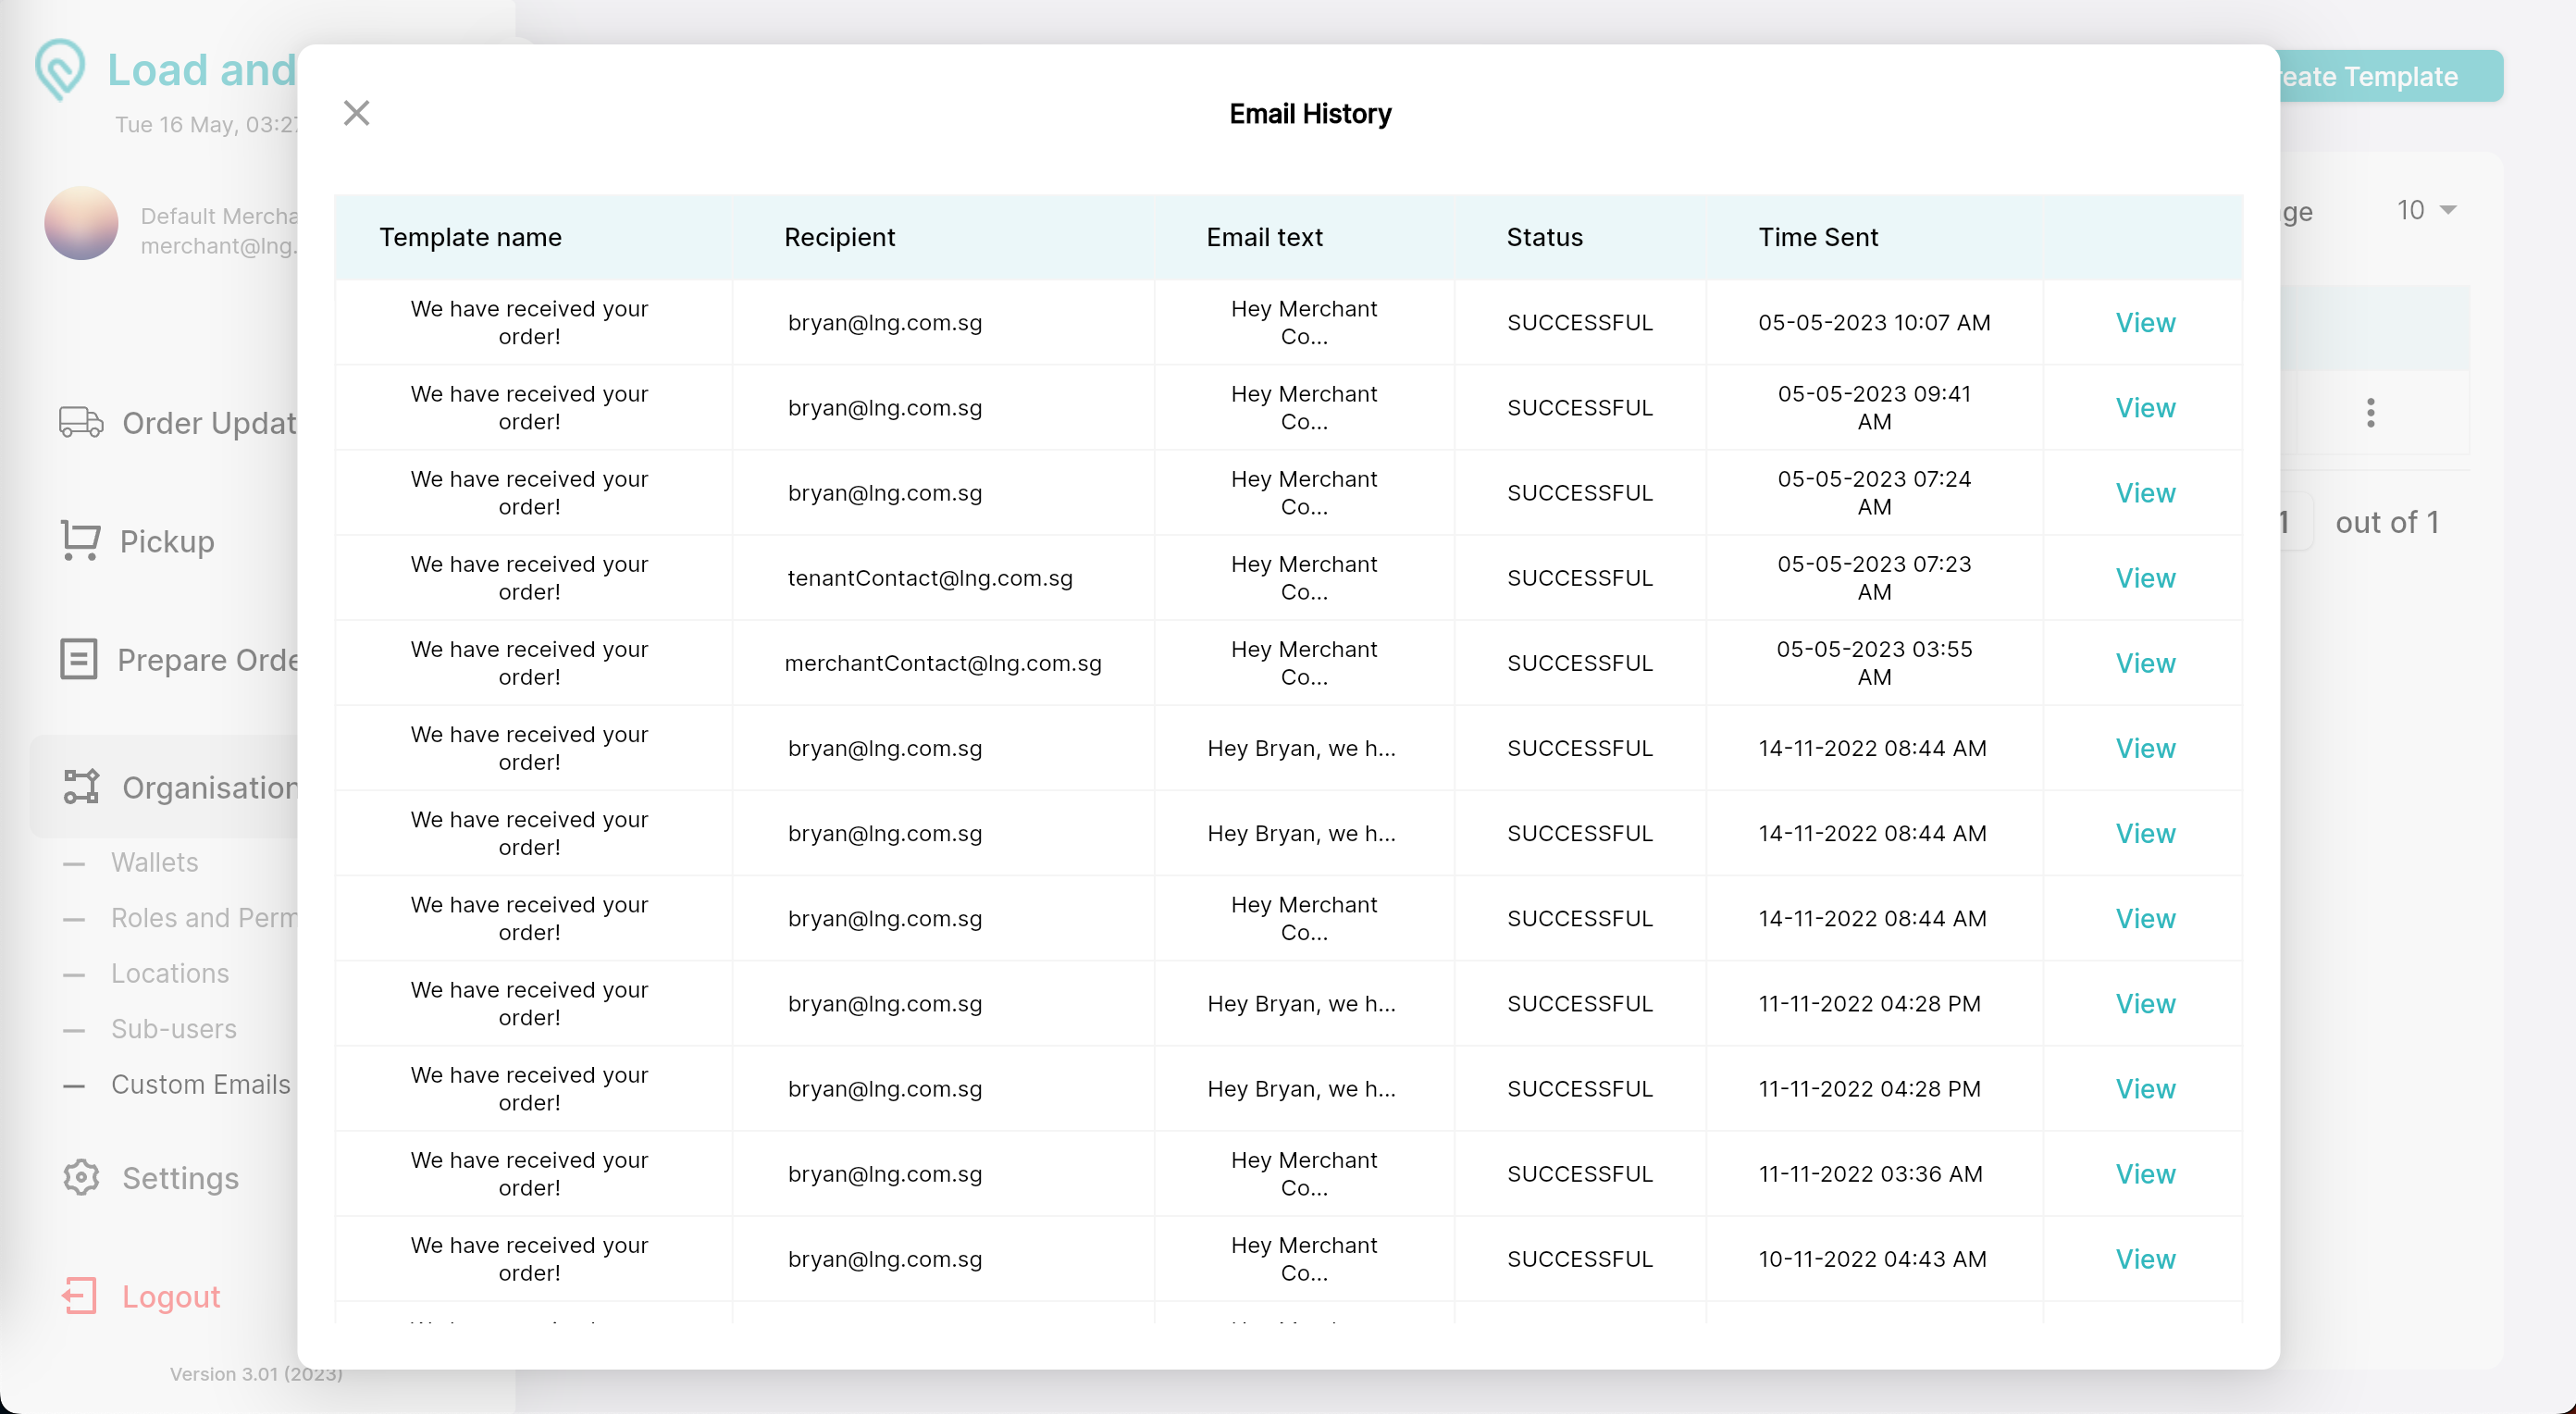 Load and
Tue 16 May, 03:27
Default Mercha
merchant@lng.
Order Updat
Pickup
Prepare Orde
Organisation
Wallets
Roles and Perm
Locations
Sub-users
Custom Emails
Settings
Logout
Version 3.01 (2023)
Email History
Template name Recipient Email text Status Time Sent
We have received your order! bryan@lng.com.sg Hey Merchant Co... SUCCESSFUL 05-05-2023 10:07 AM View
We have received your order! bryan@lng.com.sg Hey Merchant Co... SUCCESSFUL 05-05-2023 09:41 AM View
We have received your order! bryan@lng.com.sg Hey Merchant Co... SUCCESSFUL 05-05-2023 07:24 AM View
We have received your order! tenantContact@lng.com.sg Hey Merchant Co... SUCCESSFUL 05-05-2023 07:23 AM View
We have received your order! merchantContact@lng.com.sg Hey Merchant Co... SUCCESSFUL 05-05-2023 03:55 AM View
We have received your order! bryan@lng.com.sg Hey Bryan, we h... SUCCESSFUL 14-11-2022 08:44 AM View
We have received your order! bryan@lng.com.sg Hey Bryan, we h... SUCCESSFUL 14-11-2022 08:44 AM View
We have received your order! bryan@lng.com.sg Hey Merchant Co... SUCCESSFUL 14-11-2022 08:44 AM View
We have received your order! bryan@lng.com.sg Hey Bryan, we h... SUCCESSFUL 11-11-2022 04:28 PM View
We have received your order! bryan@lng.com.sg Hey Bryan, we h... SUCCESSFUL 11-11-2022 04:28 PM View
We have received your order! bryan@lng.com.sg Hey Merchant Co... SUCCESSFUL 11-11-2022 03:36 AM View
We have received your order! bryan@lng.com.sg Hey Merchant Co... SUCCESSFUL 10-11-2022 04:43 AM View
reate Template
ge 10
1 out of 1